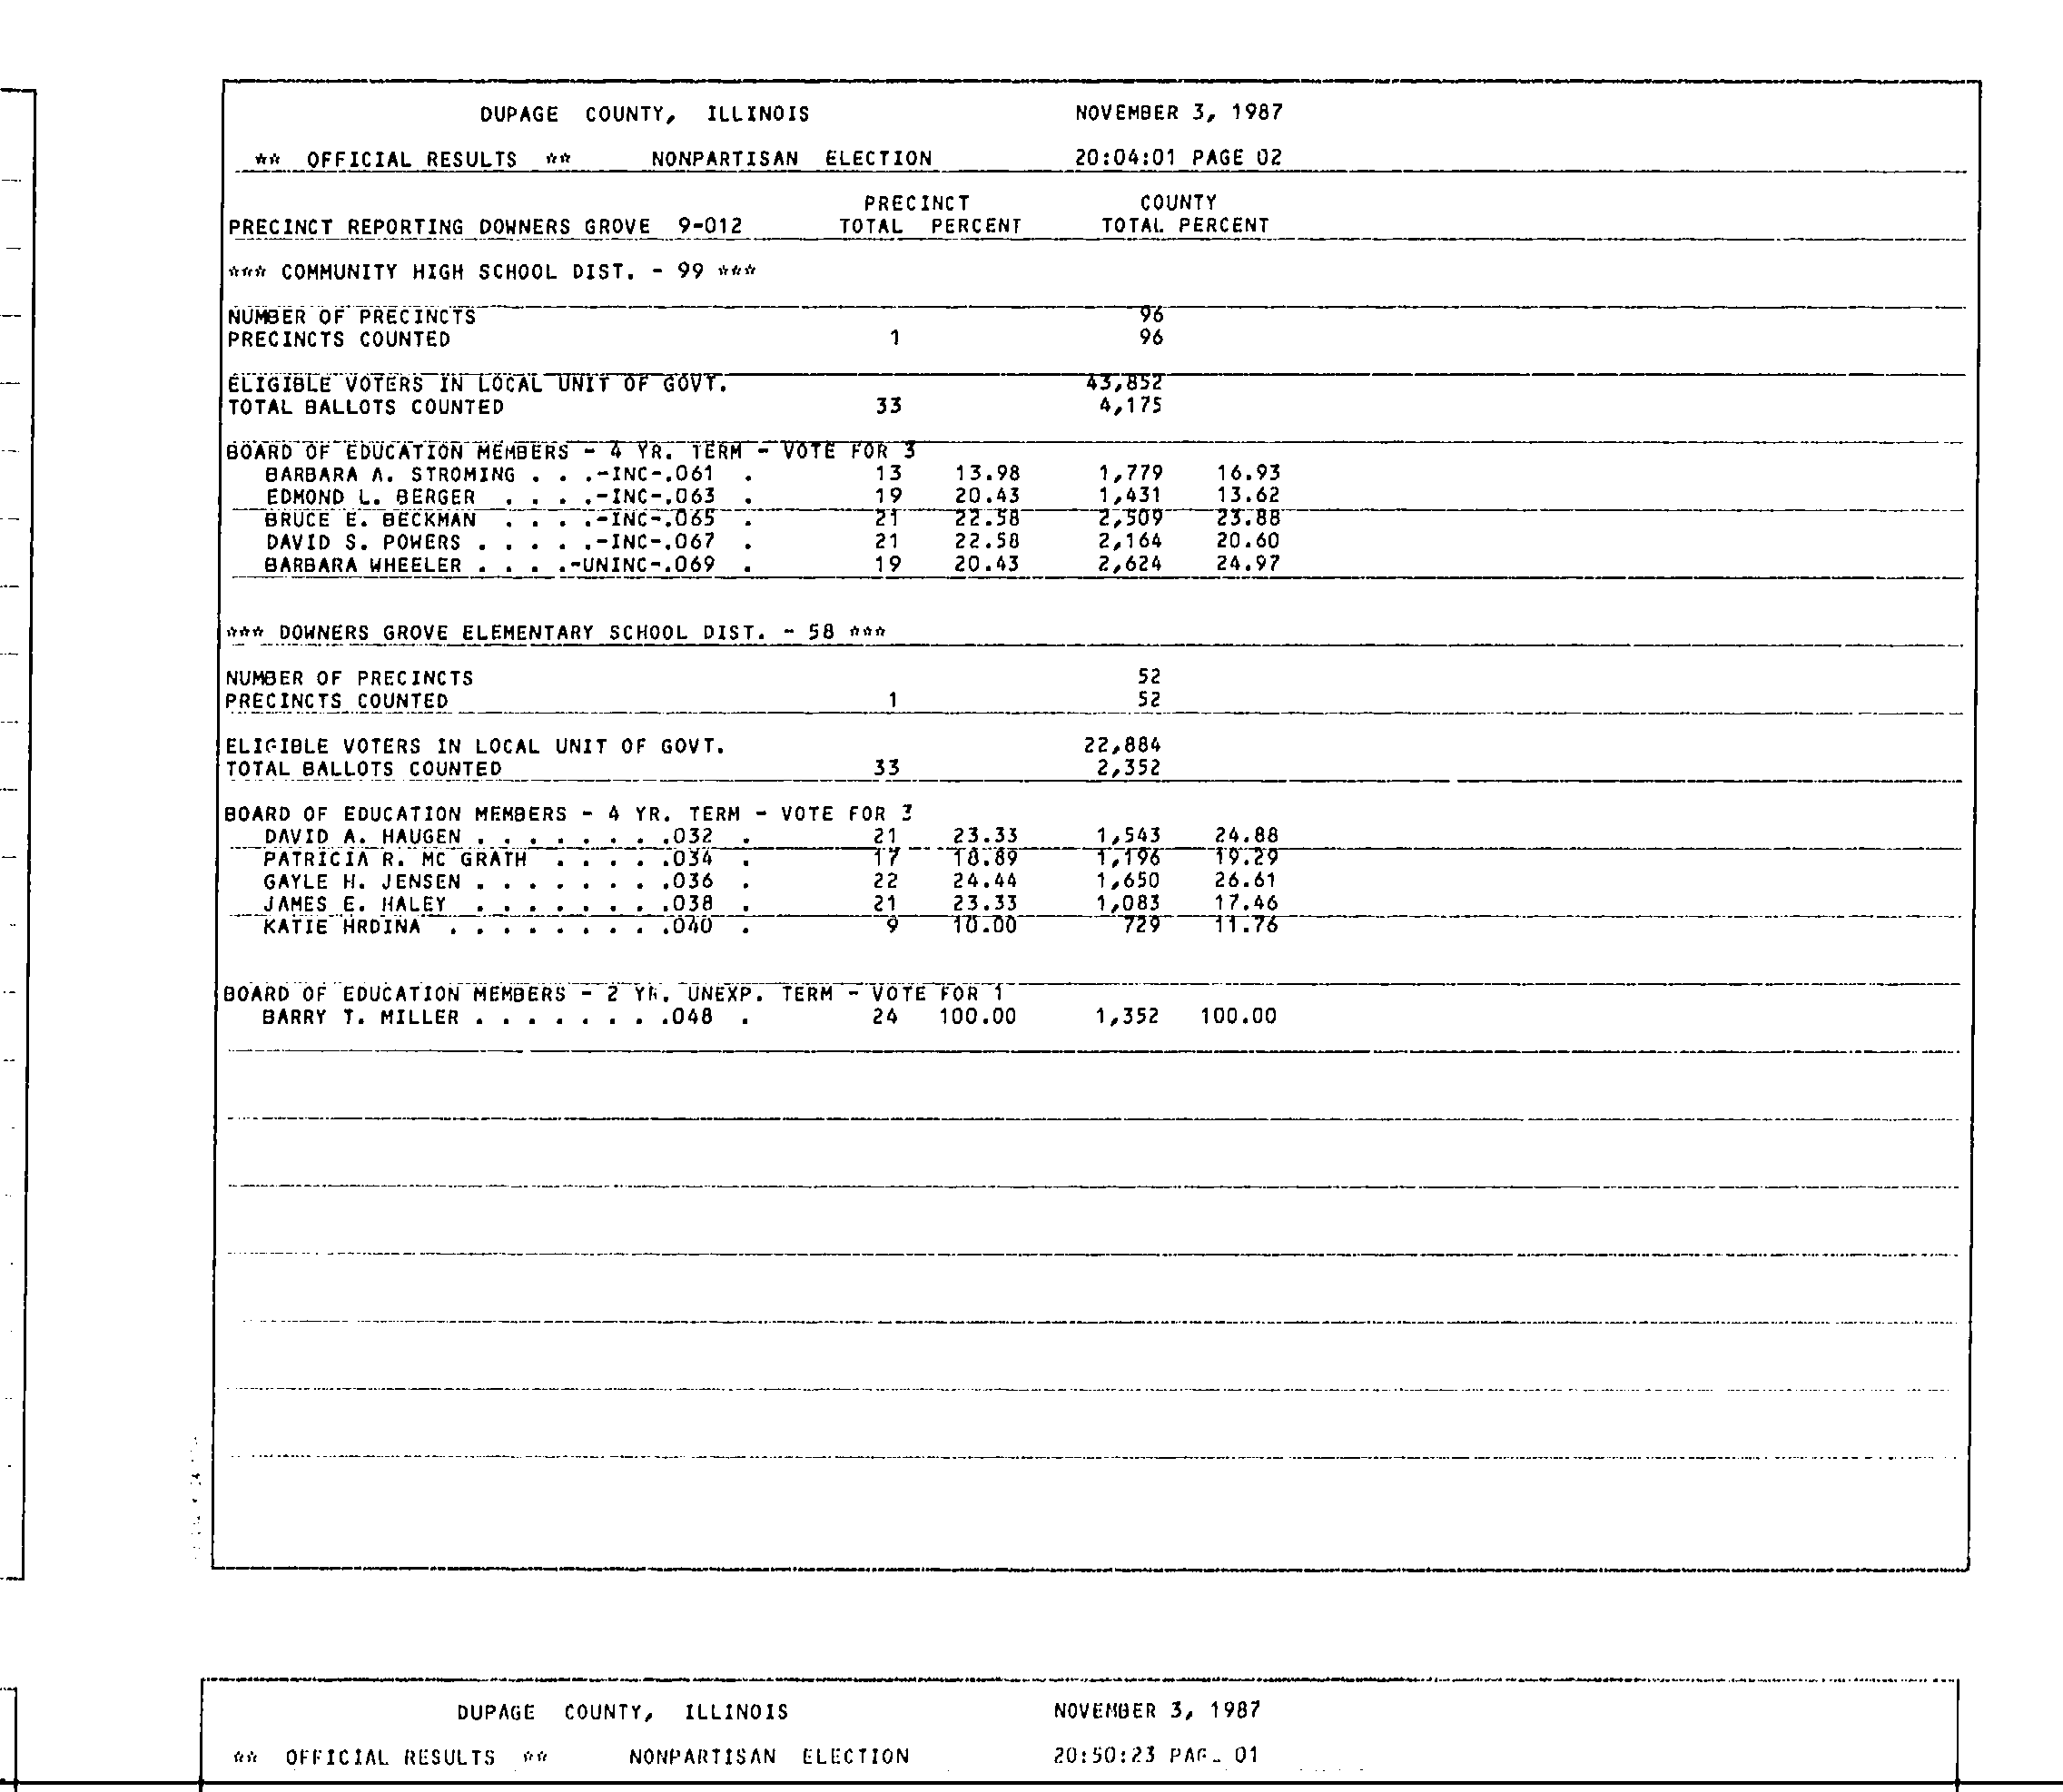 DUPAGE COUNTY, ILLINOIS NOVEMBER 3, 1987
** OFFICIAL RESULTS ** NONPARTISAN ELECTION 20:04:01 PAGE 02
PRECINCT COUNTY
PRECINCT REPORTING DOWNERS GROVE 9-012 TOTAL PERCENT TOTAL PERCENT
*** COMMUNITY HIGH SCHOOL DIST. - 99 ***
NUMBER OF PRECINCTS 96
PRECINCTS COUNTED 1 96
ELIGIBLE VOTERS IN LOCAL UNIT OF GOVT. 43,852
TOTAL BALLOTS COUNTED 33 4,175
BOARD OF EDUCATION MEMBERS - 4 YR. TERM - VOTE FOR 3
BARBARA A. STROMING . . .-INC-.061 . 13 13.98 1,779 16.93
EDMOND L. BERGER . . . .-INC-.063 . 19 20.43 1,431 13.62
BRUCE E. BECKMAN . . . .-INC-.065 . 21 22.58 2,509 23.88
DAVID S. POWERS . . . . .-INC-.067 . 21 22.58 2,164 20.60
BARBARA WHEELER . . . .-UNINC-.069 . 19 20.43 2,624 24.97
*** DOWNERS GROVE ELEMENTARY SCHOOL DIST. - 58 ***
NUMBER OF PRECINCTS 52
PRECINCTS COUNTED 1 52
ELIGIBLE VOTERS IN LOCAL UNIT OF GOVT. 22,884
TOTAL BALLOTS COUNTED 33 2,352
BOARD OF EDUCATION MEMBERS - 4 YR. TERM - VOTE FOR 3
DAVID A. HAUGEN . . . . . . . .032 . 21 23.33 1,543 24.88
PATRICIA R. MC GRATH . . . . .034 . 17 18.89 1,196 19.29
GAYLE H. JENSEN . . . . . . . .036 . 22 24.44 1,650 26.61
JAMES E. HALEY . . . . . . . .038 . 21 23.33 1,083 17.46
KATIE HRDINA . . . . . . . . .040 . 9 10.00 729 11.76
BOARD OF EDUCATION MEMBERS - 2 YR. UNEXP. TERM - VOTE FOR 1
BARRY T. MILLER . . . . . . . .048 . 24 100.00 1,352 100.00
DUPAGE COUNTY, ILLINOIS NOVEMBER 3, 1987
** OFFICIAL RESULTS ** NONPARTISAN ELECTION 20:50:23 PAGE 01